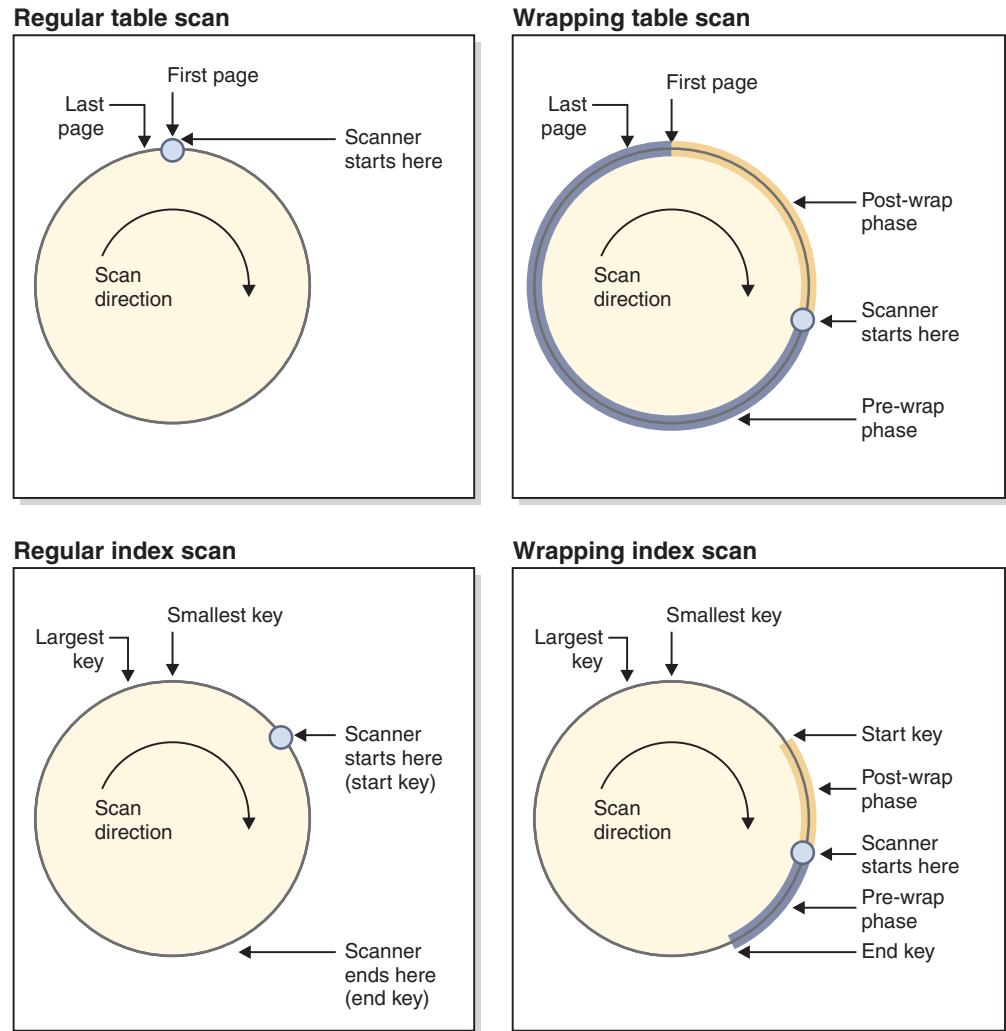 Regular table scan
First page
Last
page
Scanner
starts here
Scan
direction
Wrapping table scan
First page
Last
page
Post-wrap
phase
Scan
direction
Scanner
starts here
Pre-wrap
phase
Regular index scan
Smallest key
Largest
key
Scanner
starts here
(start key)
Scan
direction
Scanner
ends here
(end key)
Wrapping index scan
Smallest key
Largest
key
Start key
Post-wrap
phase
Scan
direction
Scanner
starts here
Pre-wrap
phase
End key